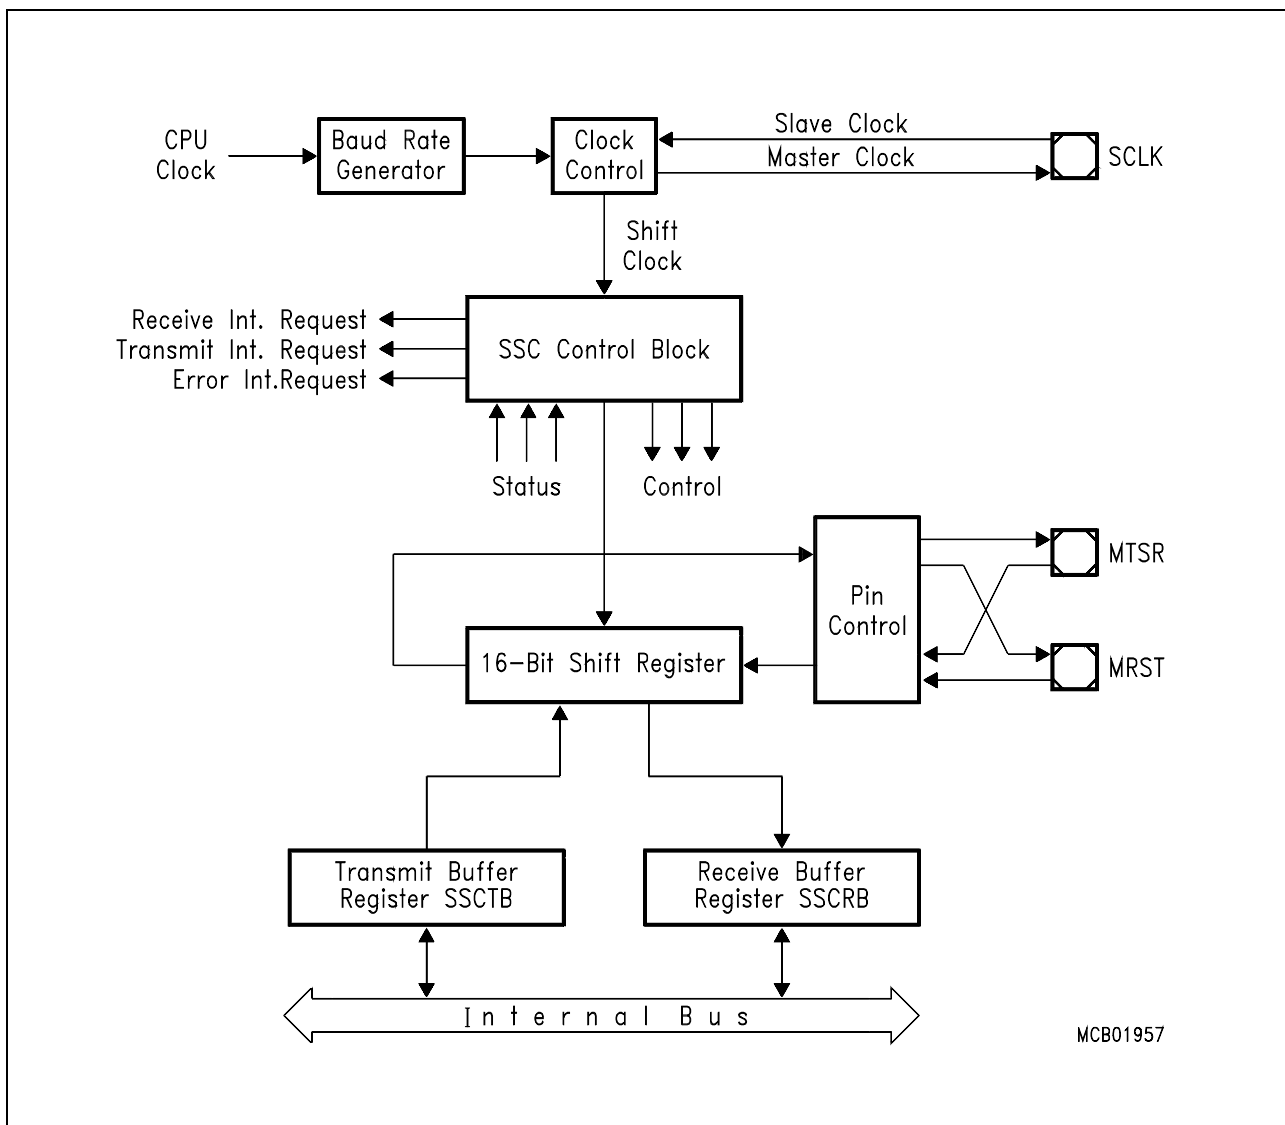 CPU
Clock
Baud Rate
Generator
Clock
Control
Slave Clock
Master Clock
SCLK
Shift
Clock
Receive Int. Request
Transmit Int. Request
Error Int.Request
SSC Control Block
Status
Control
Pin
Control
MTSR
MRST
16-Bit Shift Register
Transmit Buffer
Register SSCTB
Receive Buffer
Register SSCRB
Internal Bus
MCB01957